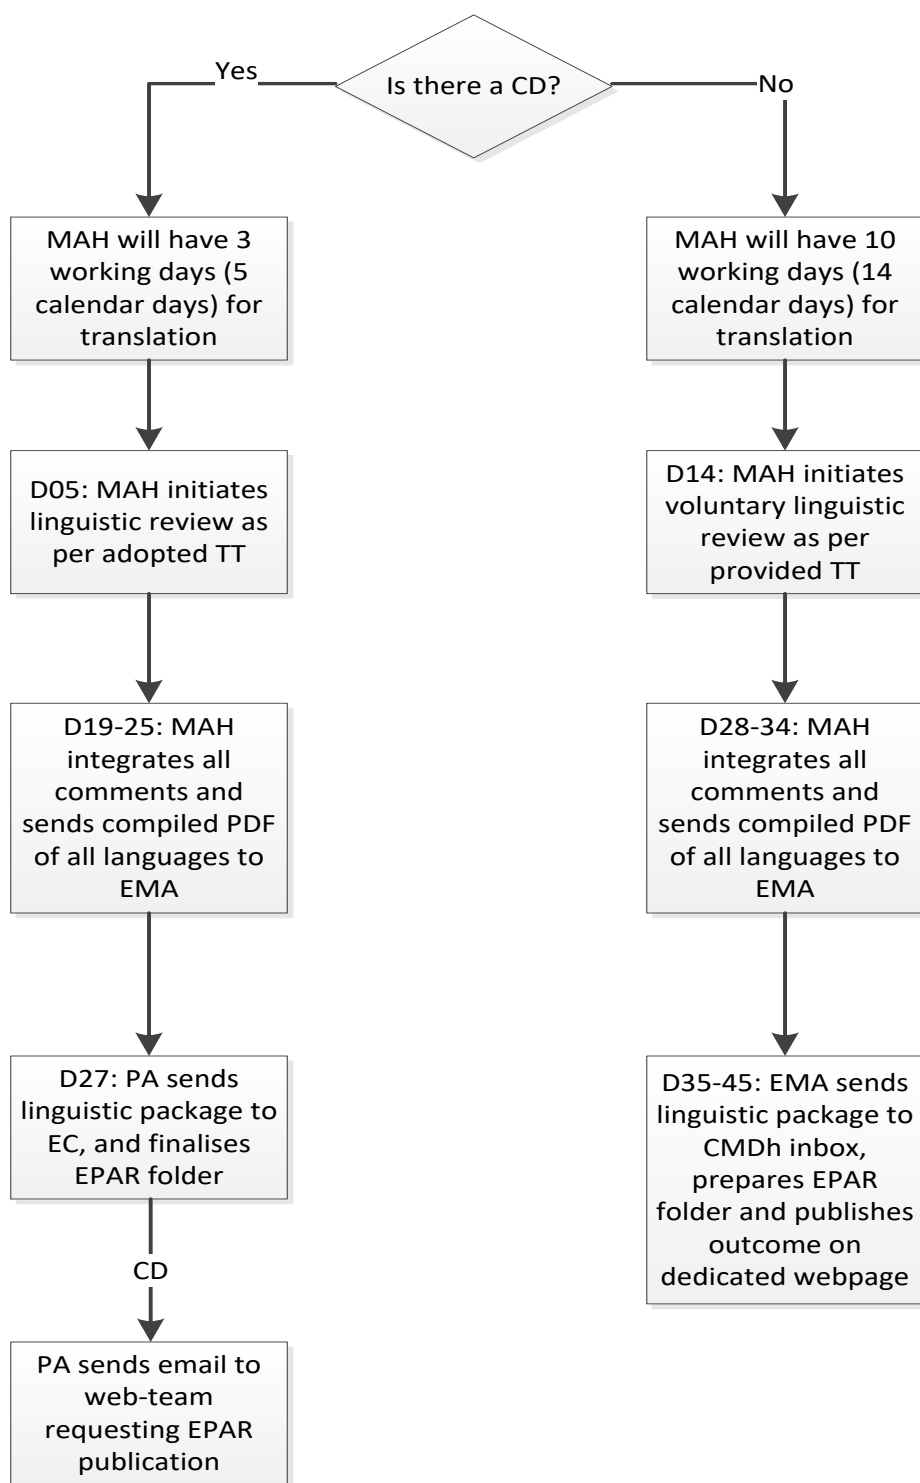 Is there a CD?
Yes
No
MAH will have 3
working days (5
calendar days) for
translation
MAH will have 10
working days (14
calendar days) for
translation
D05: MAH initiates
linguistic review as
per adopted TT
D14: MAH initiates
voluntary linguistic
review as per
provided TT
D19-25: MAH
integrates all
comments and
sends compiled PDF
of all languages to
EMA
D28-34: MAH
integrates all
comments and
sends compiled PDF
of all languages to
EMA
D27: PA sends
linguistic package to
EC, and finalises
EPAR folder
D35-45: EMA sends
linguistic package to
CMDh inbox,
prepares EPAR
folder and publishes
outcome on
dedicated webpage
CD
PA sends email to
web-team
requesting EPAR
publication